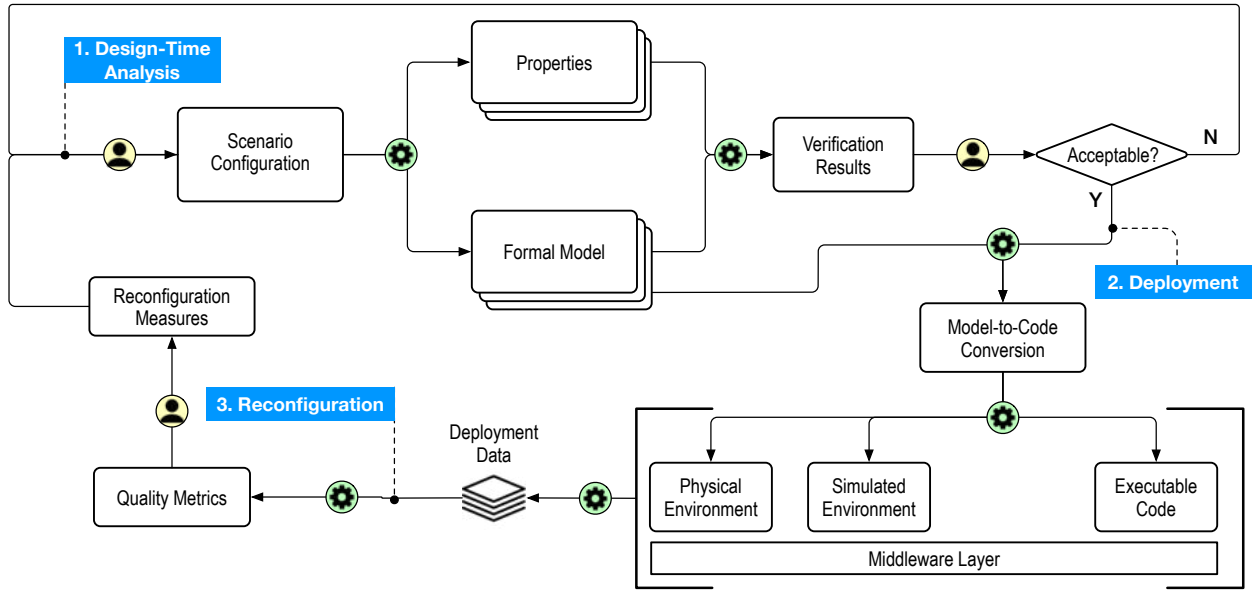 1. Design-Time
Analysis
Scenario
Configuration
Properties
Formal Model
Verification
Results
Acceptable?
N
Y
2. Deployment
Model-to-Code
Conversion
Reconfiguration
Measures
3. Reconfiguration
Quality Metrics
Deployment
Data
Physical
Environment
Simulated
Environment
Executable
Code
Middleware Layer